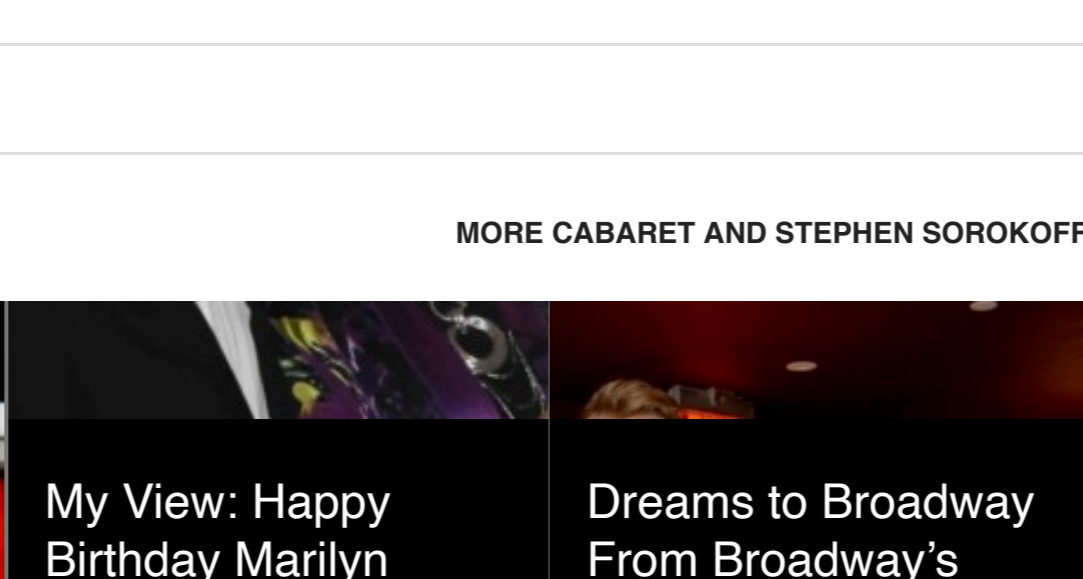 MORE CABARET AND STEPHEN SOROKOFF
My View: Happy
Birthday Marilyn
Dreams to Broadway
From Broadway’s